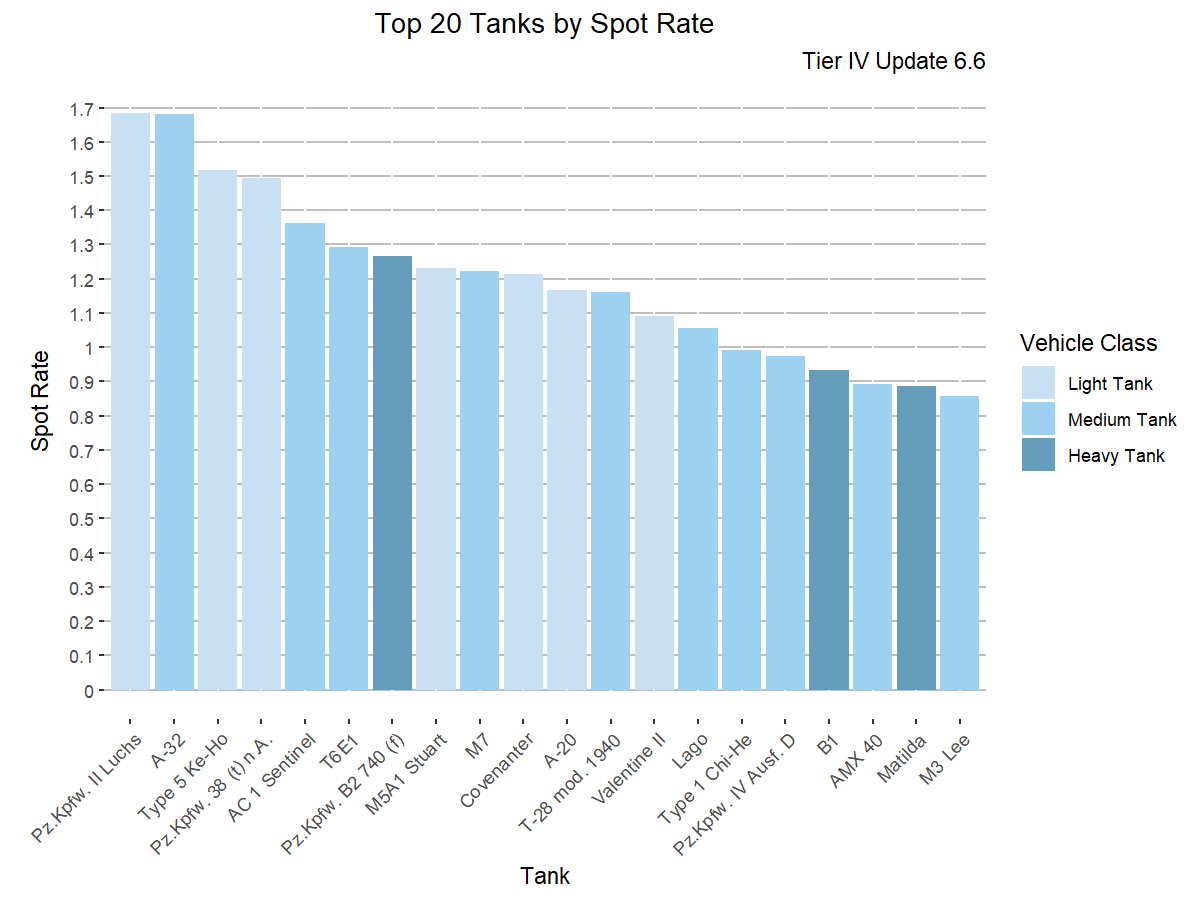 Top 20 Tanks by Spot Rate
Tier IV Update 6.6
Spot Rate
1.7
1.6
1.5
1.4
1.3
1.2
1.1
1
0.9
0.8
0.7
0.6
0.5
0.4
0.3
0.2
0.1
0
Pz.Kpfw. II Luchs
A-32
Type 5 Ke-Ho
Pz.Kpfw. 38 (t) n.A.
AC 1 Sentinel
T6E1
Pz.Kpfw. B2 740 (f)
M5A1 Stuart
M7
Covenanter
A-20
T-28 mod. 1940
Valentine II
Lago
Type 1 Chi-He
Pz.Kpfw. IV Ausf. D
B1
AMX 40
Matilda
M3 Lee
Tank
Vehicle Class
Light Tank
Medium Tank
Heavy Tank